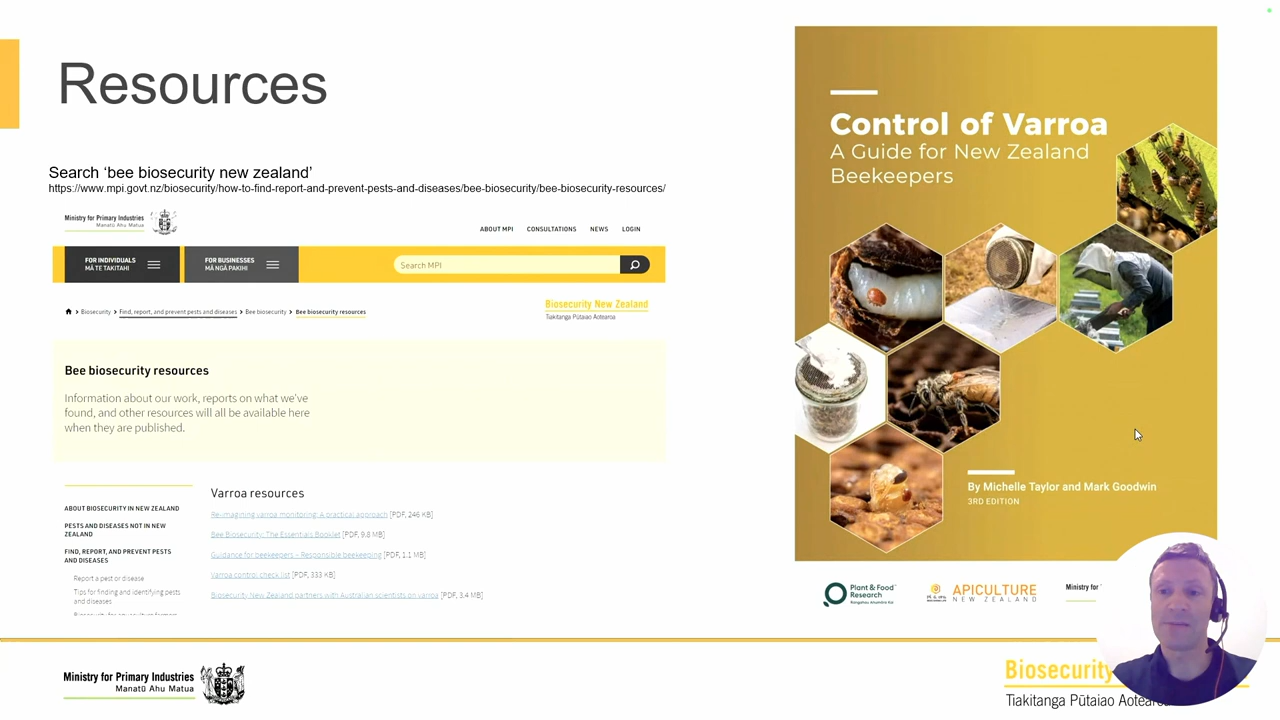 Resources
Search ‘bee biosecurity new zealand’
https://www.mpi.govt.nz/biosecurity/how-to-find-report-and-prevent-pests-and-diseases/bee-biosecurity/bee-biosecurity-resources/
Ministry for Primary Industries
Manatū Ahu Matua
ABOUT MPI CONSULTATIONS NEWS LOGIN
FOR INDIVIDUALS
MĀ TE TAKITAHI
FOR BUSINESSES
MĀ NGĀ PAKIHI
Search MPI
Biosecurity > Find, report, and prevent pests and diseases > Bee biosecurity > Bee biosecurity resources
Biosecurity New Zealand
Tiakitanga Pūtaiao Aotearoa
Bee biosecurity resources
Information about our work, reports on what we've
found, and other resources will all be available here
when they are published.
ABOUT BIOSECURITY IN NEW ZEALAND
PESTS AND DISEASES NOT IN NEW
ZEALAND
FIND, REPORT, AND PREVENT PESTS
AND DISEASES
Report a pest or disease
Tips for finding and identifying pests
and diseases
Varroa resources
Re-imagining varroa monitoring: A practical approach [PDF, 246 KB]
Bee Biosecurity: The Essentials Booklet [PDF, 9.8 MB]
Guidance for beekeepers – Responsible beekeeping [PDF, 1.1 MB]
Varroa control check list [PDF, 333 KB]
Biosecurity New Zealand partners with Australian scientists on varroa [PDF, 3.4 MB]
Control of Varroa
A Guide for New Zealand
Beekeepers
By Michelle Taylor and Mark Goodwin
3RD EDITION
Plant & Food
Research
Rangahau Ahumāra Kai
APICULTURE
NEW ZEALAND
Ministry for
Ministry for Primary Industries
Manatū Ahu Matua
Biosecurity
Tiakitanga Pūtaiao